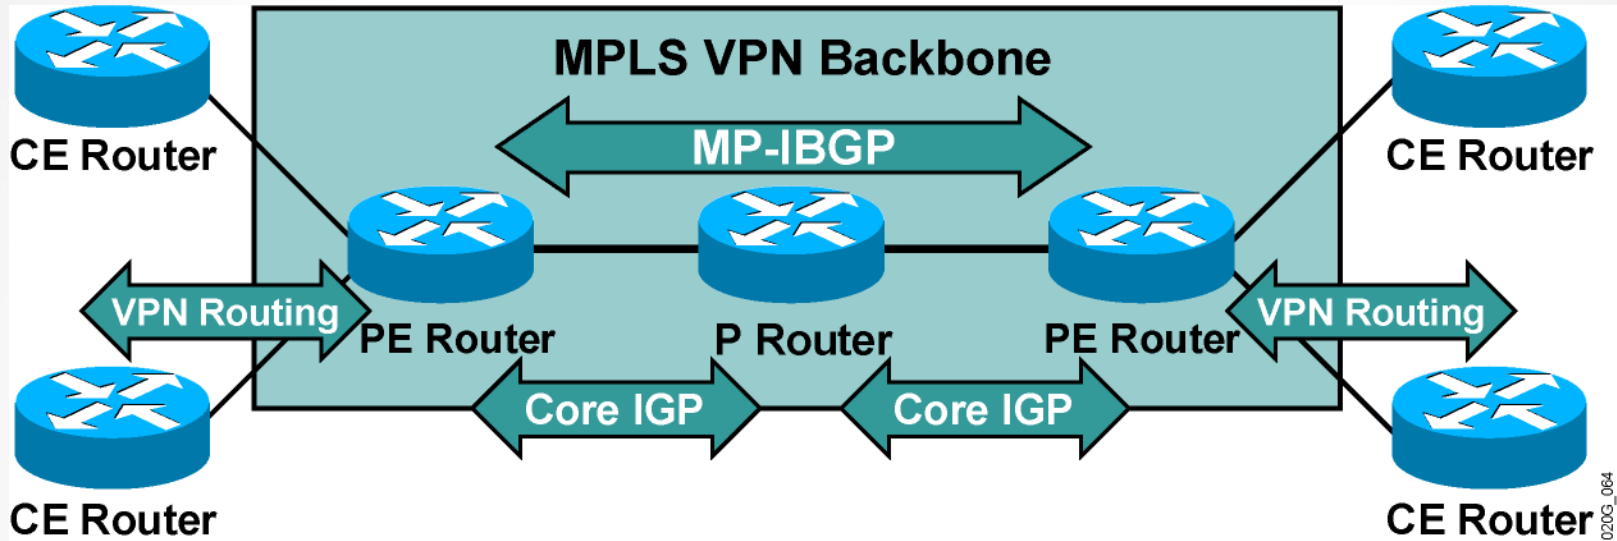 MPLS VPN Backbone
MP-IBGP
CE Router
CE Router
VPN Routing
VPN Routing
PE Router
P Router
PE Router
Core IGP
Core IGP
CE Router
CE Router
020G_064